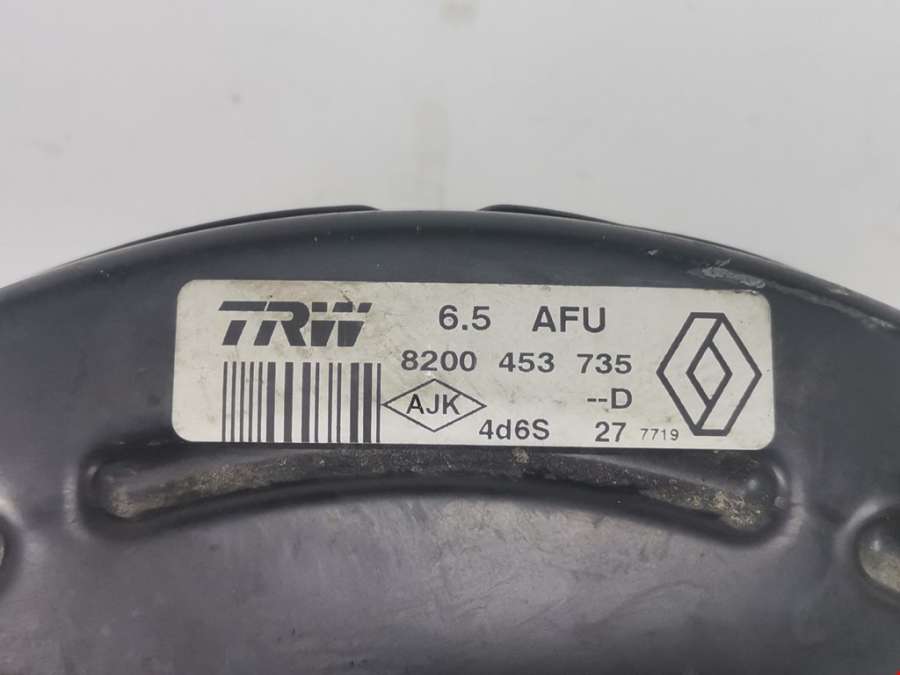 TRW 6.5 AFU
8200 453 735
AJK --D
4d6S 27 7719